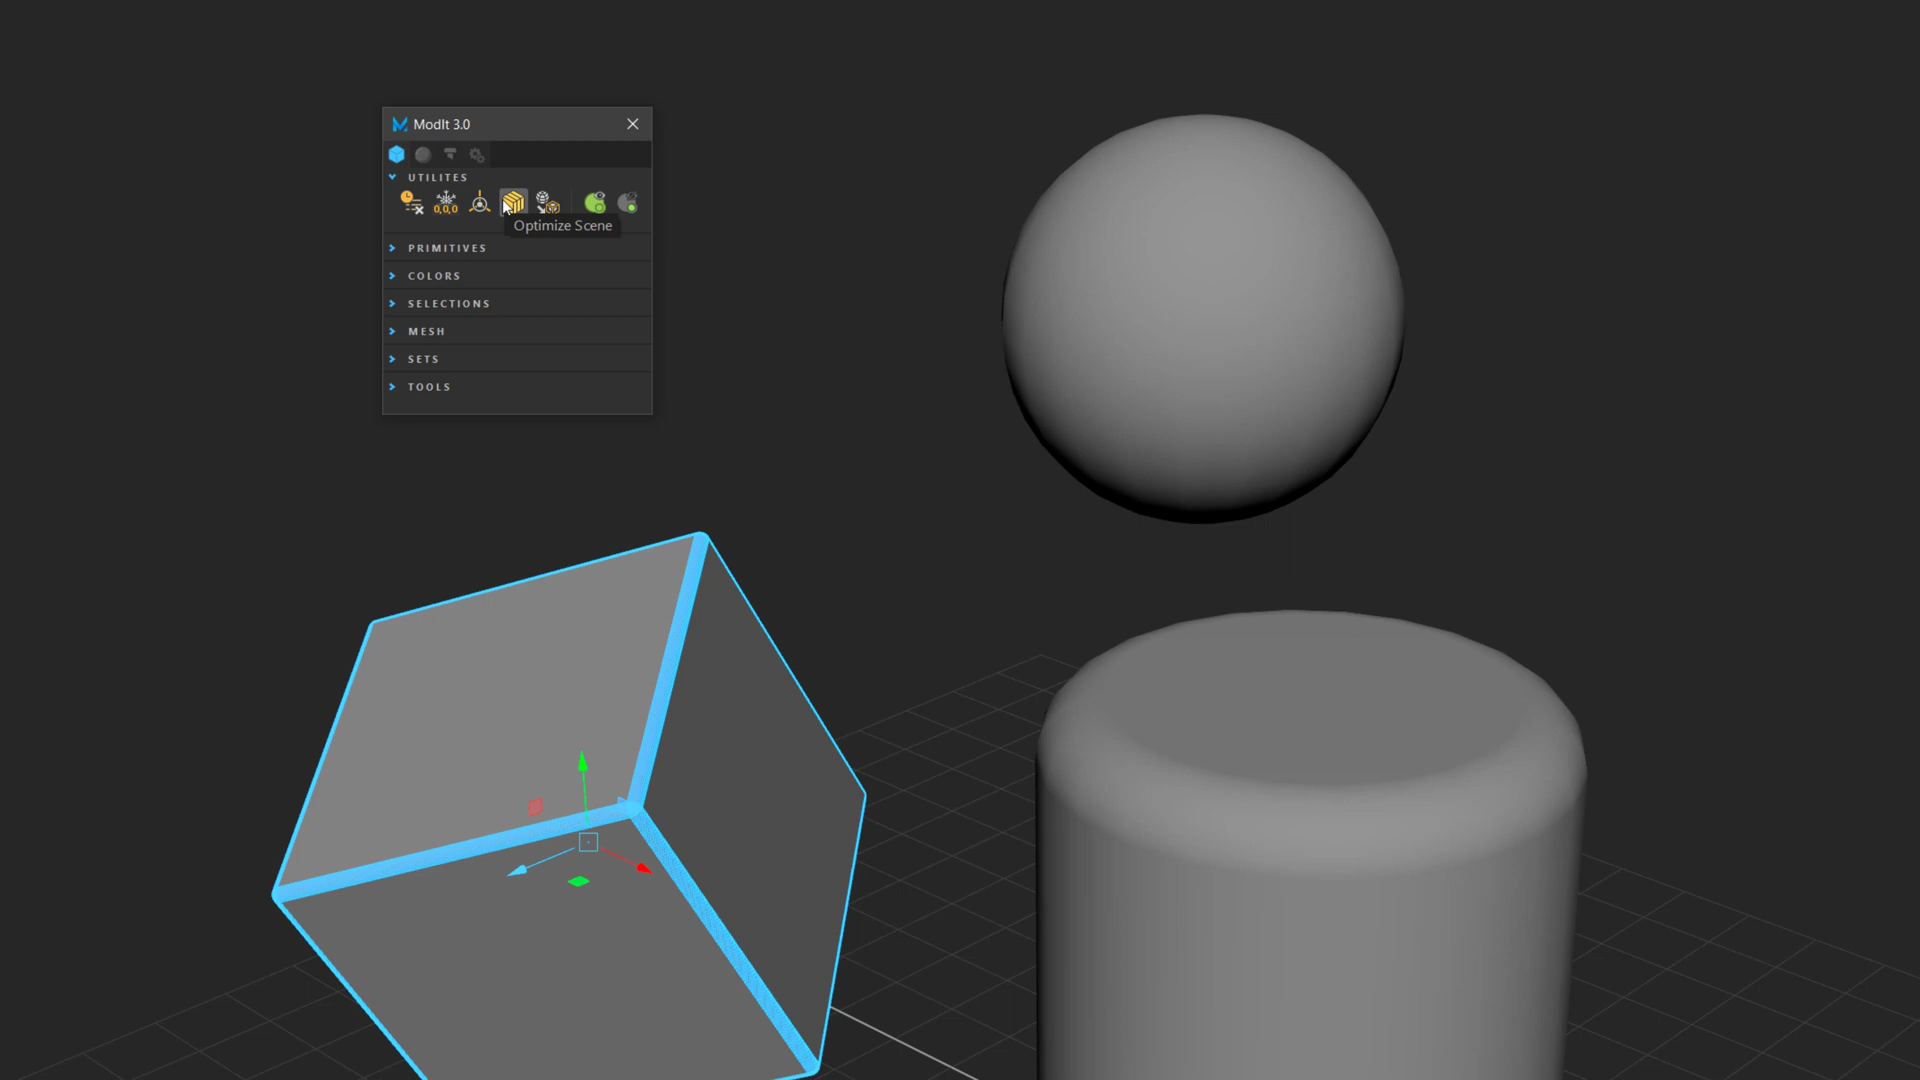 ModIt 3.0
UTILITES
0,0,0
Optimize Scene
PRIMITIVES
COLORS
SELECTIONS
MESH
SETS
TOOLS